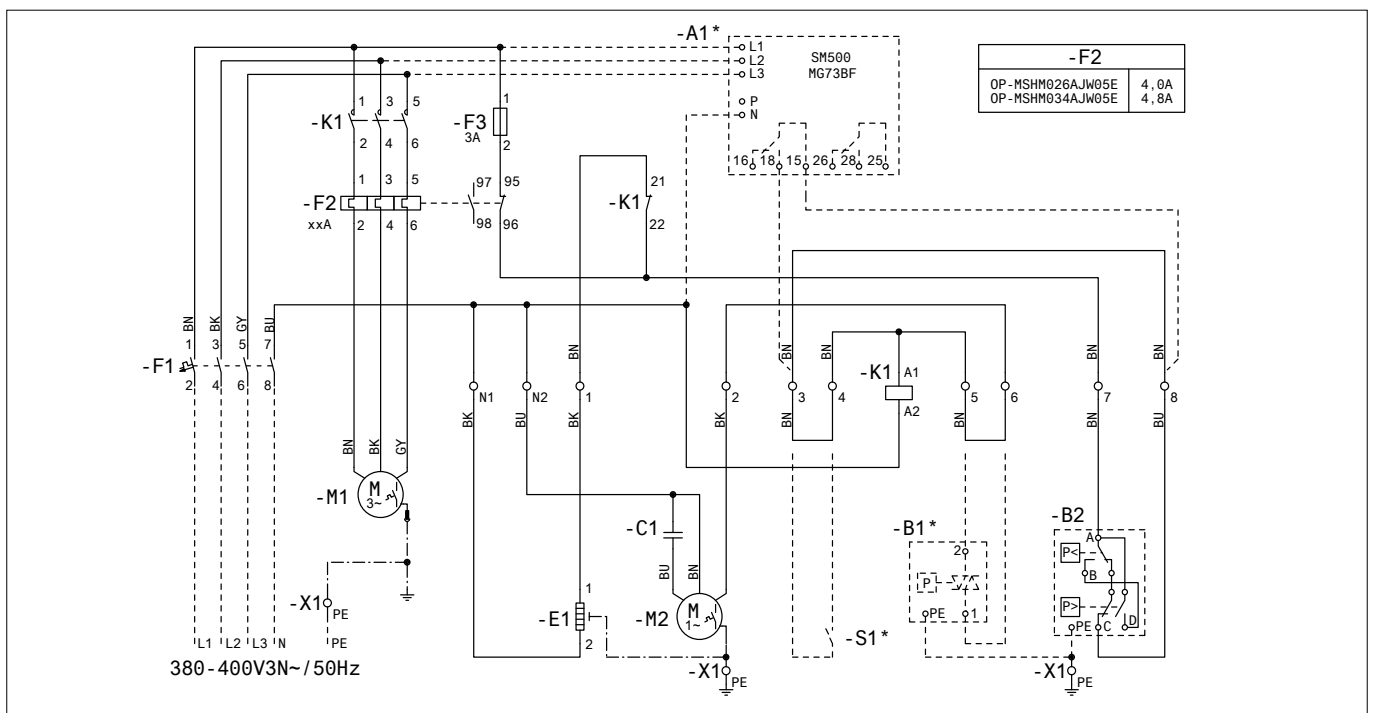 -A1*
L1
L2
L3
SM500
MG73BF
P
N
16 18 15 26 28 25
-F2
OP-MSHM026AJW05E 4,0A
OP-MSHM034AJW05E 4,8A
1 3 5
-K1
2 4 6
1
-F3
3A
2
1 3 5
-F2
xxA
2 4 6
97 95
98 96
21
-K1
22
BN BK GY BU
1 3 5 7
-F1
2 4 6 8
BN BN BN BN BN BN BN
-K1 A1
A2
N1 N2 1 2 3 4 5 6 7 8
BK BU BK BK BN BN BN BU
BN BK GY
-M1
M
3~
-C1
BU BN
-B1*
2
P
PE 1
-B2
A
P<
B
P>
PE C D
-X1
PE
PE
1
-E1
2
-M2
M
1~
-S1*
L1 L2 L3 N
380-400V3N~/50Hz
-X1
PE
-X1
PE